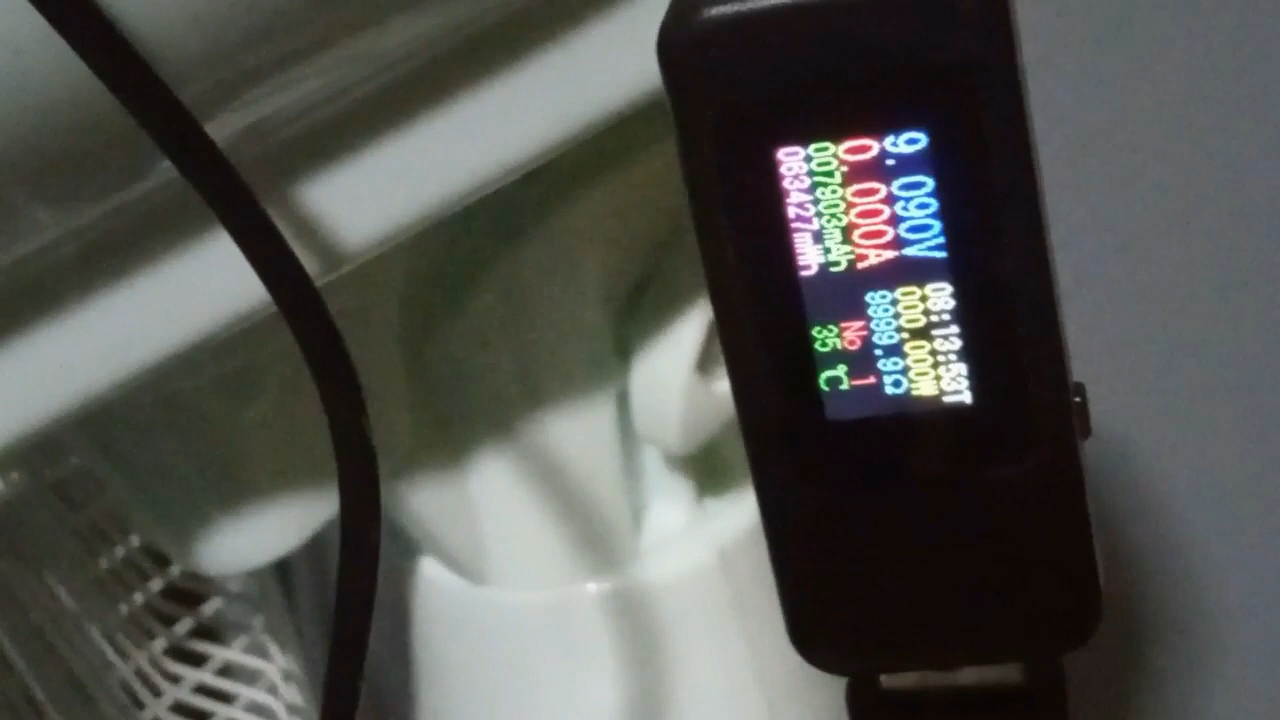 9.090V
0.000A
007903mAh
063427mWh
08:13:53T
000.000W
9999.9Ω
No 1
35 ℃